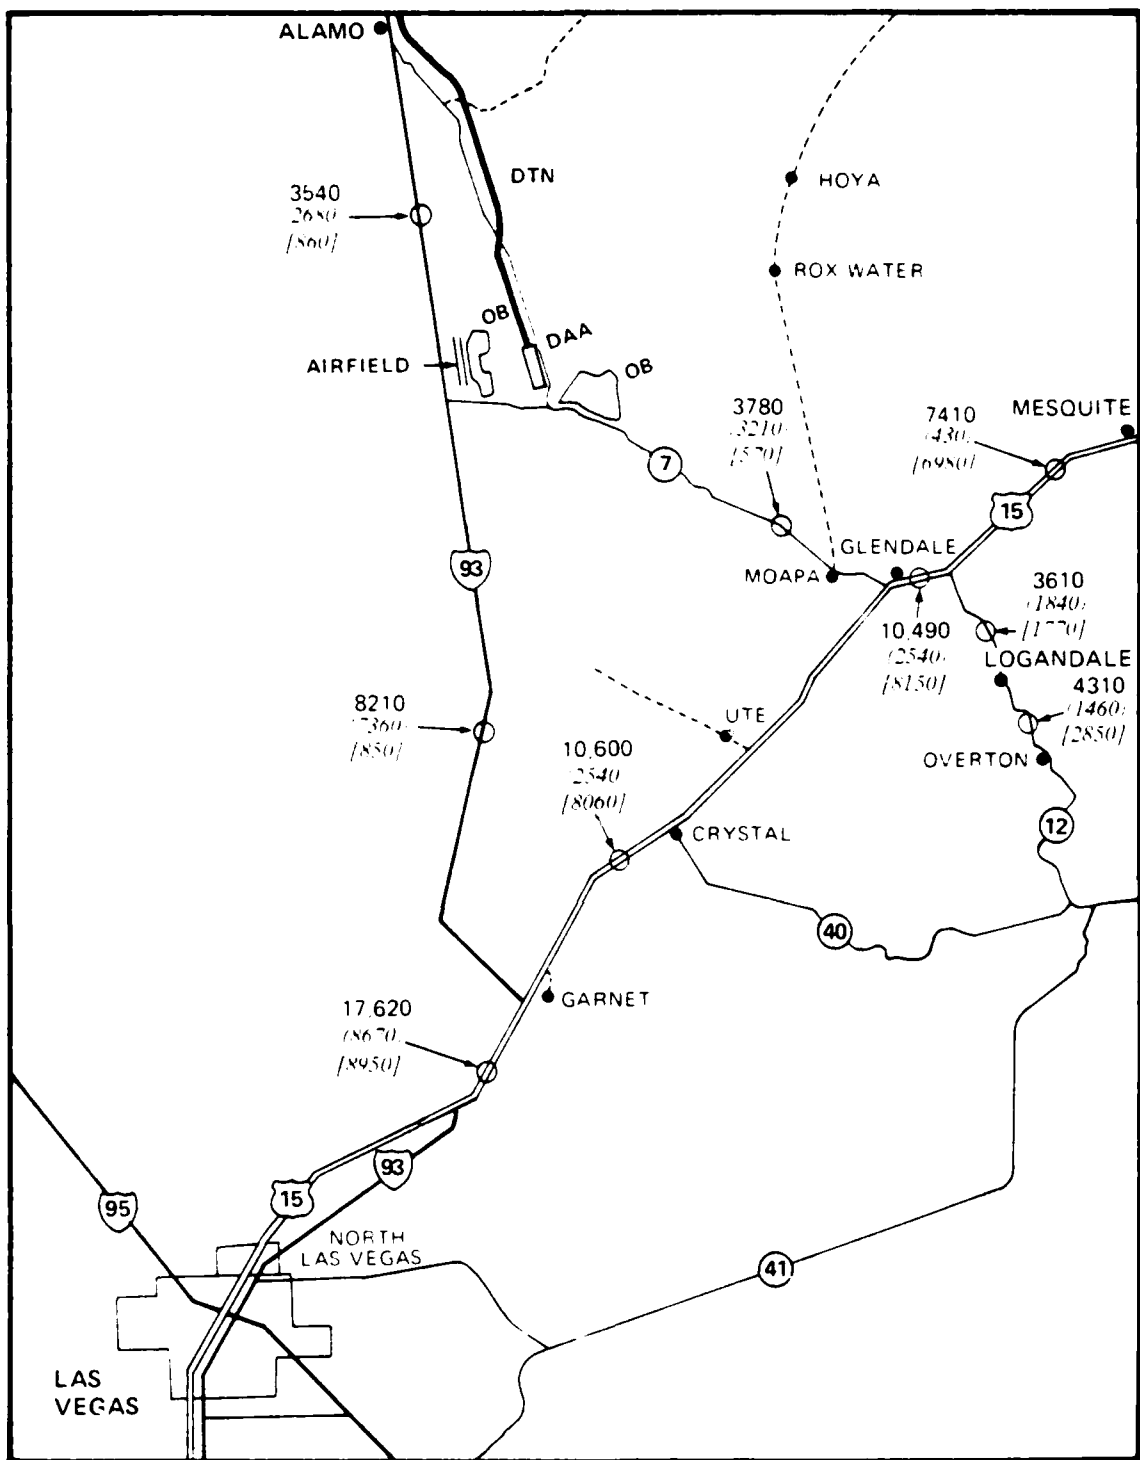 ALAMO
DTN
3540
2680
[860]
HOYA
ROX WATER
OB
DAA
AIRFIELD
OB
3780
(3210)
[570]
7410
(430)
[6980]
MESQUITE
7
15
93
GLENDALE
MOAPA
3610
(1840)
[1770]
10,490
(2540)
[8150]
LOGANDALE
4310
(1460)
[2850]
8210
(7360)
[850]
UTE
10,600
(2540
[8060]
OVERTON
CRYSTAL
12
40
GARNET
17,620
(8670)
[8950]
93
15
95
NORTH
LAS VEGAS
41
LAS
VEGAS